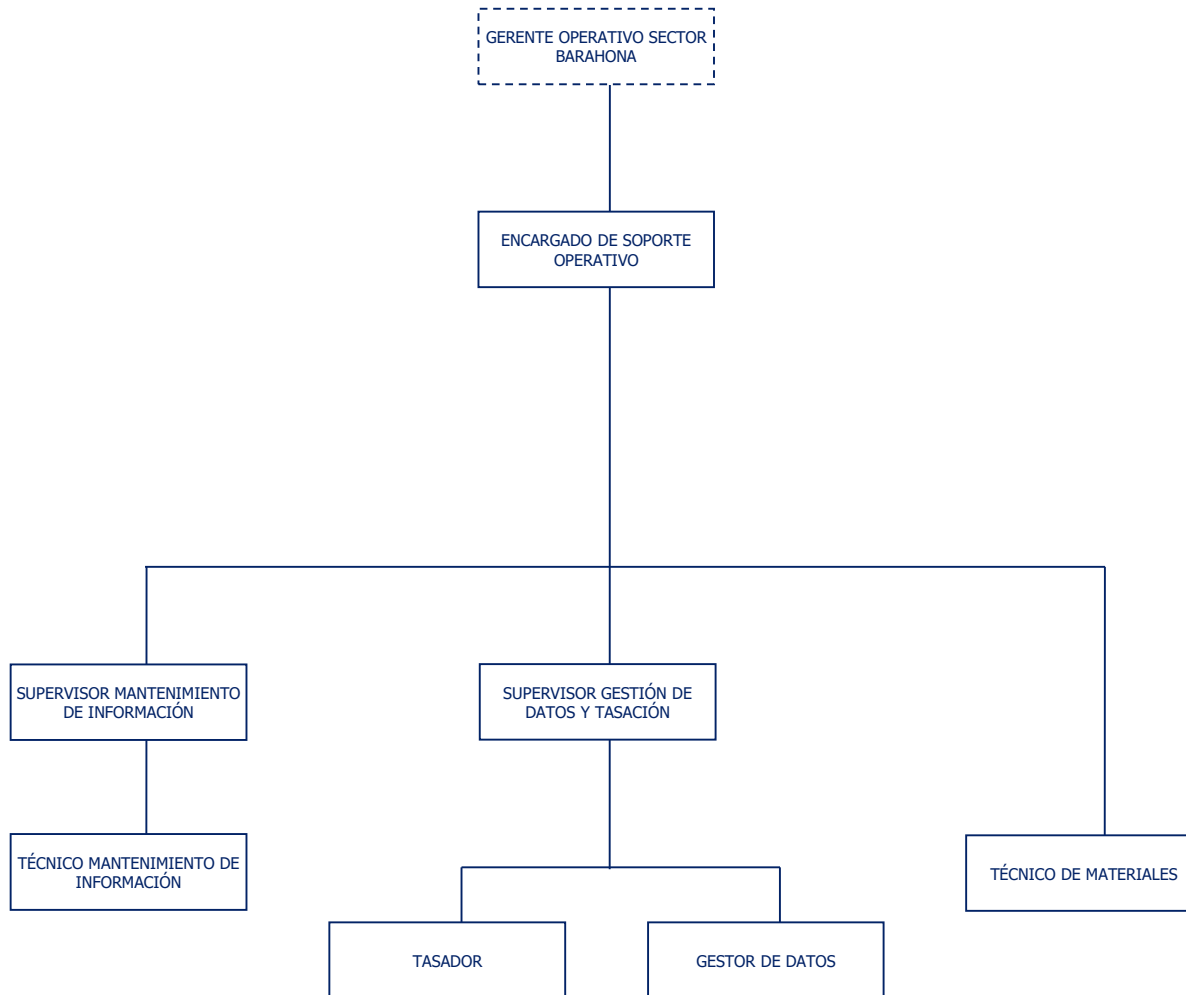 GERENTE OPERATIVO SECTOR
BARAHONA
ENCARGADO DE SOPORTE
OPERATIVO
SUPERVISOR MANTENIMIENTO
DE INFORMACIÓN
SUPERVISOR GESTIÓN DE
DATOS Y TASACIÓN
TÉCNICO MANTENIMIENTO DE
INFORMACIÓN
TÉCNICO DE MATERIALES
TASADOR
GESTOR DE DATOS